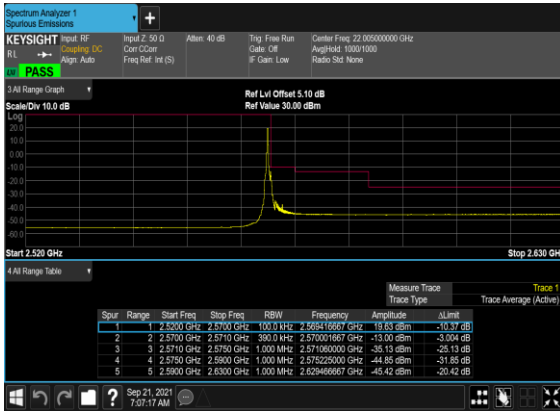 Spectrum Analyzer 1
Spurious Emissions
KEYSIGHT
Input: RF
Coupling: DC
Align: Auto
Input Z: 50 Ω
Corr CCorr
Freq Ref: Int (S)
Atten: 40 dB
Trig: Free Run
Gate: Off
IF Gain: Low
Center Freq: 22.005000000 GHz
Avg|Hold: 1000/1000
Radio Std: None
R L
LXI
PASS
3 All Range Graph
Scale/Div 10.0 dB
Ref Lvl Offset 5.10 dB
Ref Value 30.00 dBm
Log
20.0
10.0
0.00
-10.0
-20.0
-30.0
-40.0
-50.0
-60.0
Start 2.520 GHz
Stop 2.630 GH
4 All Range Table
Measure Trace Trace 1
Trace Type Trace Average (Active)
Spur Range Start Freq Stop Freq RBW Frequency Amplitude ΔLimit
1 1 2.5200 GHz 2.5700 GHz 100.0 kHz 2.569416667 GHz 19.63 dBm -10.37 dB
2 2 2.5700 GHz 2.5710 GHz 390.0 kHz 2.570001667 GHz -13.00 dBm -3.004 dB
3 3 2.5710 GHz 2.5750 GHz 1.000 MHz 2.571060000 GHz -35.13 dBm -25.13 dB
4 4 2.5750 GHz 2.5900 GHz 1.000 MHz 2.575225000 GHz -44.85 dBm -31.85 dB
5 5 2.5900 GHz 2.6300 GHz 1.000 MHz 2.629466667 GHz -45.42 dBm -20.42 dB
Sep 21, 2021
7:07:17 AM